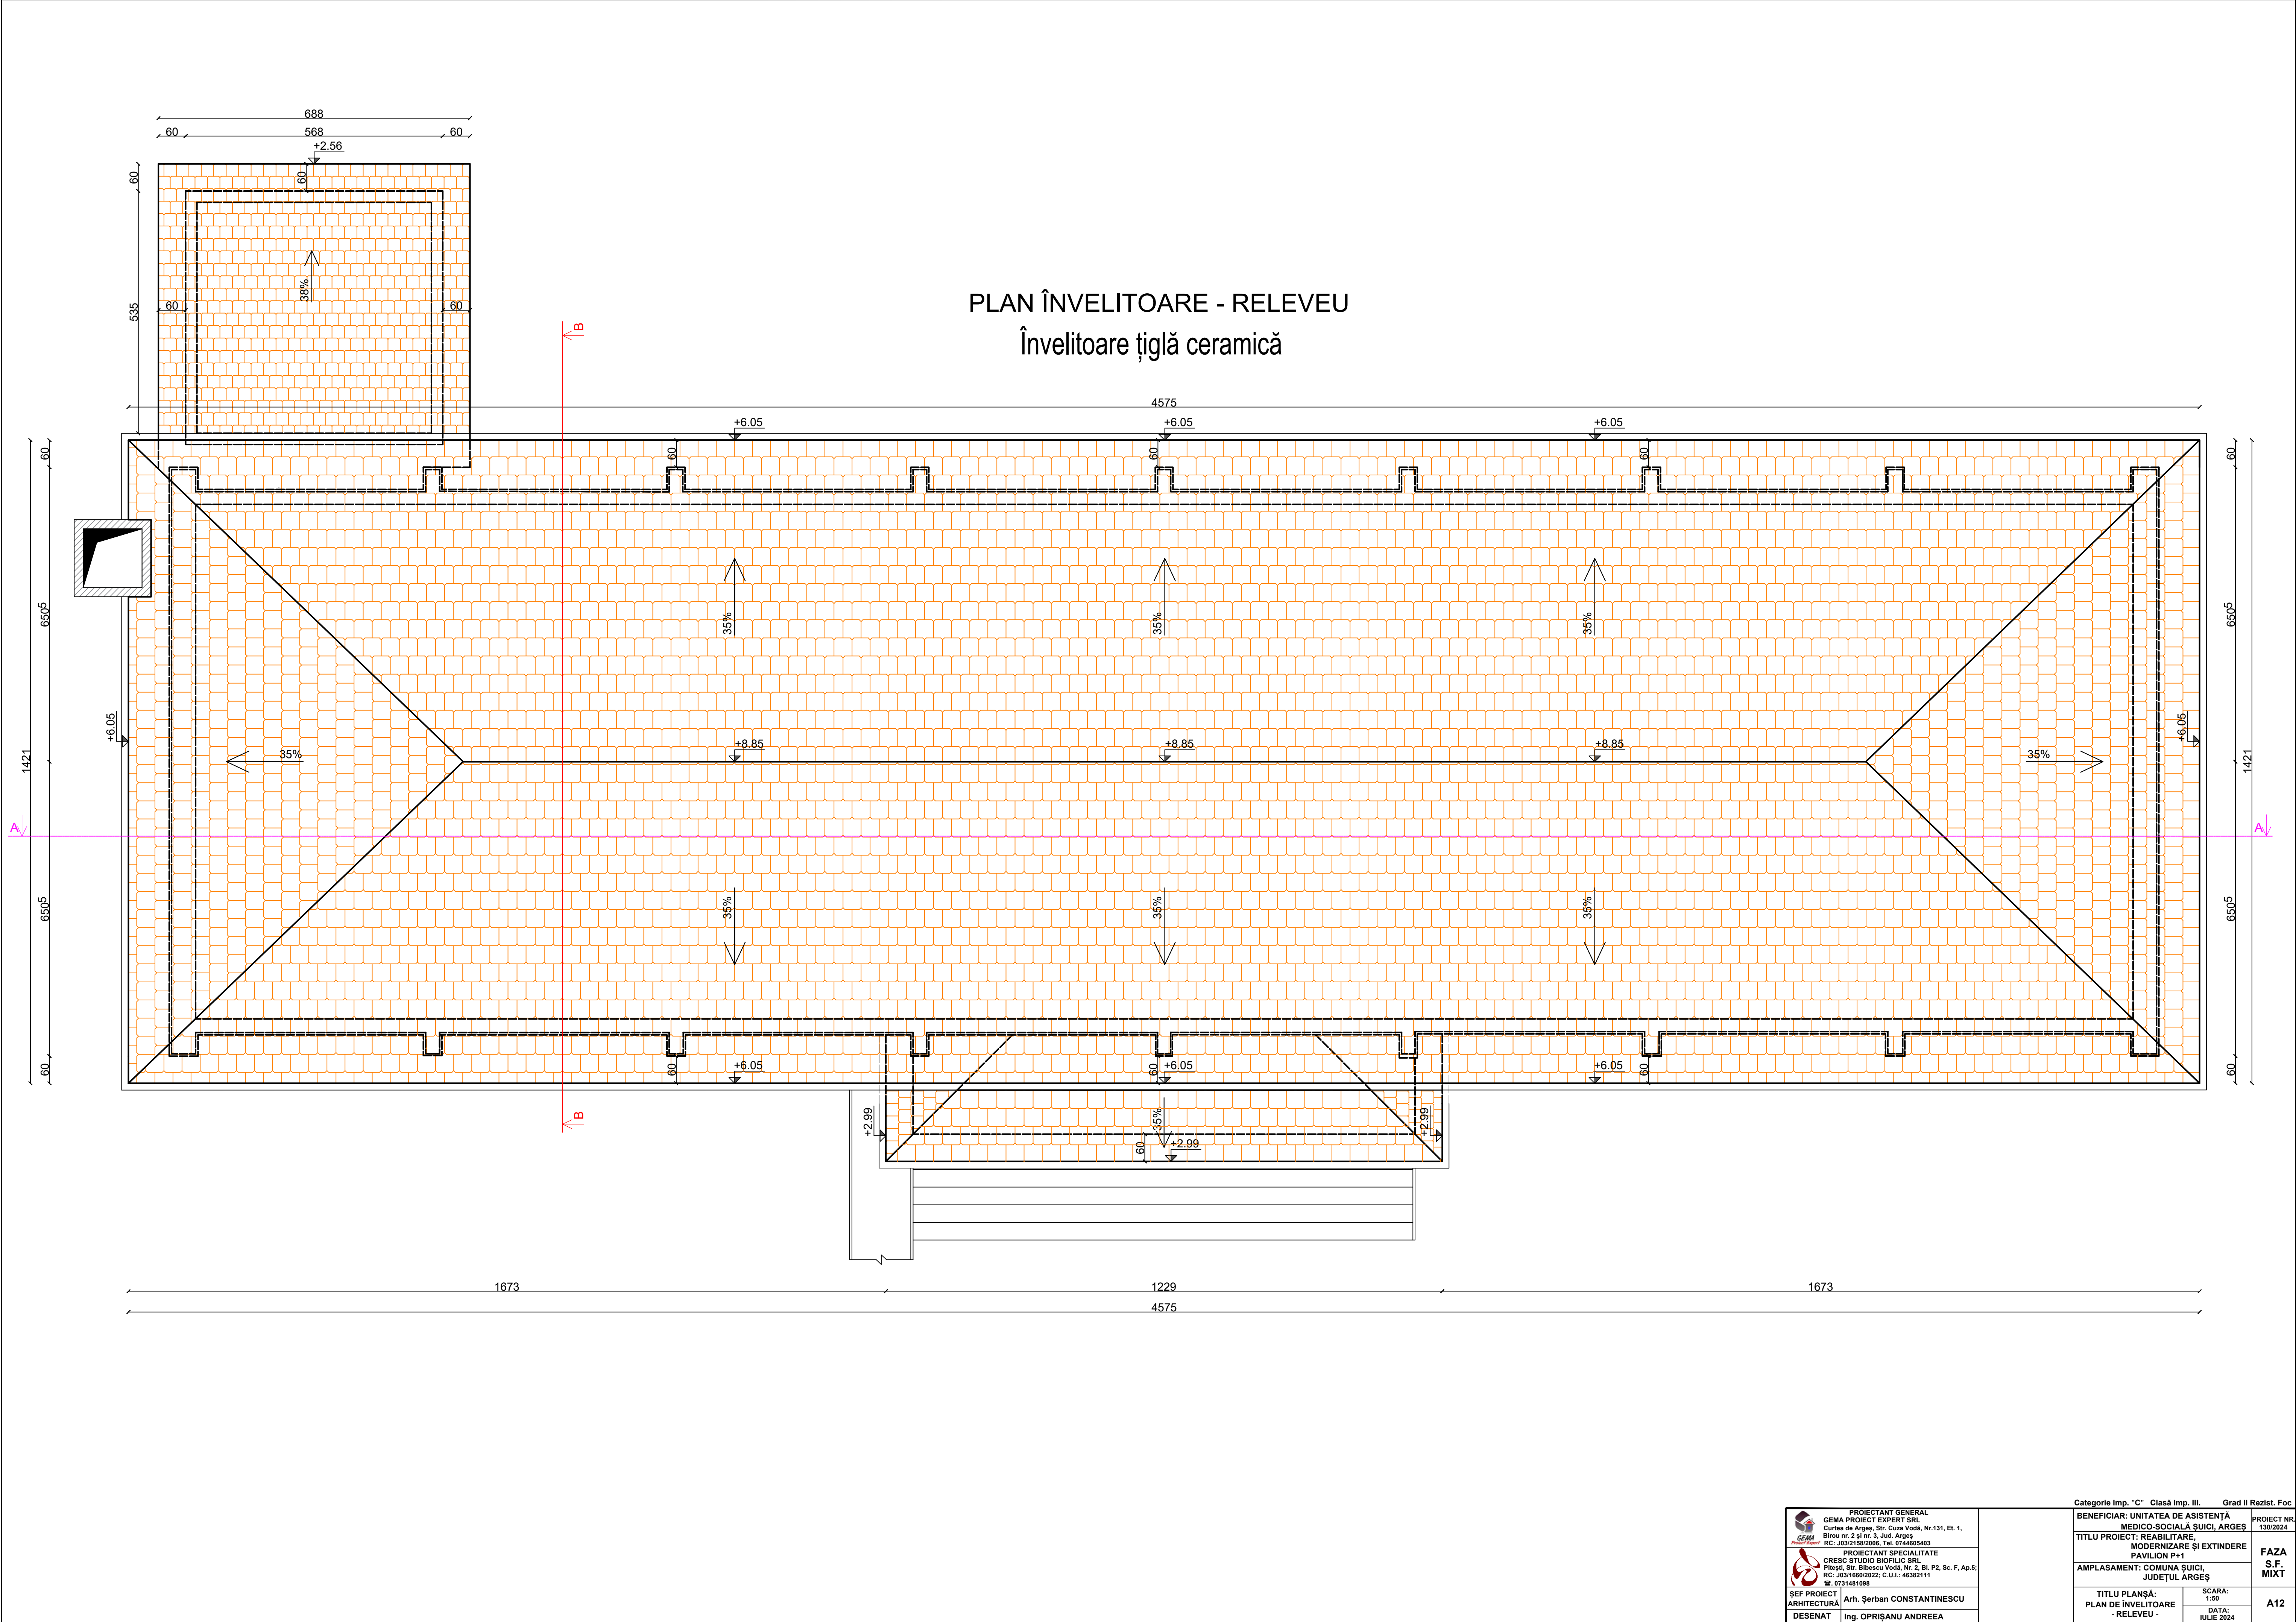 688
60 568 60
+2.56
60
60
38%
535
60 60
B
PLAN ÎNVELITOARE - RELEVEU
Învelitoare țiglă ceramică
4575
+6.05 +6.05 +6.05
60 60 60 60 60
650⁵ 650⁵
35% 35% 35%
+6.05 +6.05
+8.85 +8.85 +8.85
1421 35% 35% 1421
A A
650⁵ 35% 35% 35% 650⁵
60 60 60 60 60
+6.05 +6.05 +6.05
B
+2.99 35% +2.99
60 +2.99
1673 1229 1673
4575
Categorie Imp. "C" Clasă Imp. III. Grad II Rezist. Foc
PROIECTANT GENERAL
GEMA PROIECT EXPERT SRL
Curtea de Argeș, Str. Cuza Vodă, Nr.131, Et. 1,
Birou nr. 2 și nr. 3, Jud. Argeș
RC: J03/2158/2006, Tel. 0744605403
GEMA
Proiect Expert
PROIECTANT SPECIALITATE
CRESC STUDIO BIOFILIC SRL
Pitești, Str. Bibescu Vodă, Nr. 2, Bl. P2, Sc. F, Ap.5;
RC: J03/1660/2022; C.U.I.: 46382111
☎. 0731481098
ȘEF PROIECT
ARHITECTURĂ
Arh. Șerban CONSTANTINESCU
DESENAT Ing. OPRIȘANU ANDREEA
BENEFICIAR: UNITATEA DE ASISTENȚĂ
MEDICO-SOCIALĂ ȘUICI, ARGEȘ
PROIECT NR.
130/2024
TITLU PROIECT: REABILITARE,
MODERNIZARE ȘI EXTINDERE
PAVILION P+1
AMPLASAMENT: COMUNA ȘUICI,
JUDEȚUL ARGEȘ
FAZA
S.F.
MIXT
TITLU PLANȘĂ:
PLAN DE ÎNVELITOARE
- RELEVEU -
SCARA:
1:50
DATA:
IULIE 2024
A12